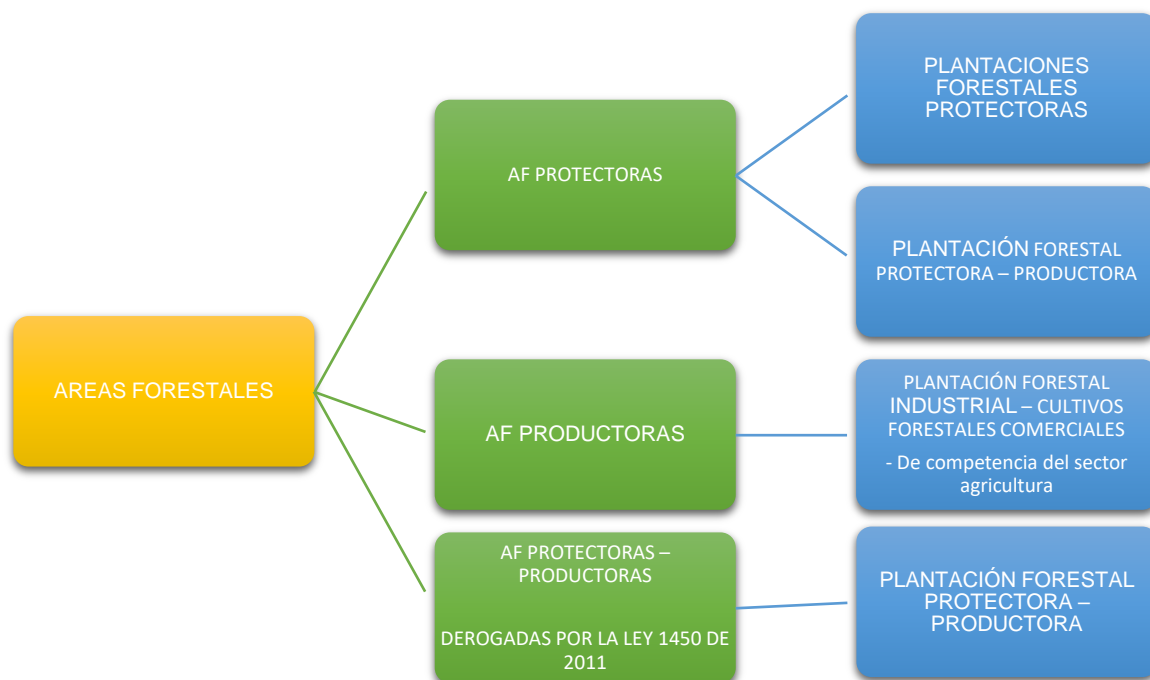 AREAS FORESTALES
AF PROTECTORAS
PLANTACIONES
FORESTALES
PROTECTORAS
PLANTACIÓN FORESTAL
PROTECTORA – PRODUCTORA
AF PRODUCTORAS
PLANTACIÓN FORESTAL
INDUSTRIAL – CULTIVOS
FORESTALES COMERCIALES
- De competencia del sector
agricultura
AF PROTECTORAS –
PRODUCTORAS
DEROGADAS POR LA LEY 1450 DE
2011
PLANTACIÓN FORESTAL
PROTECTORA –
PRODUCTORA